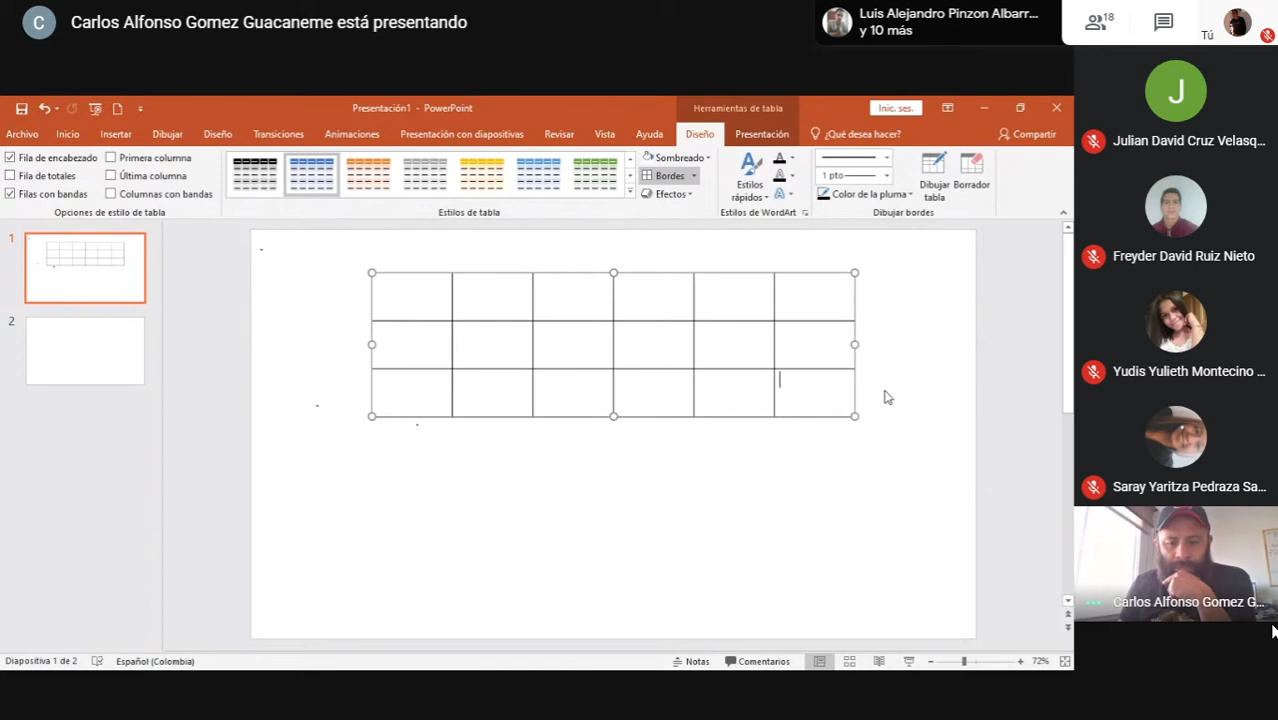 C
Carlos Alfonso Gomez Guacaneme está presentando
Luis Alejandro Pinzon Albarr...
y 10 más
18
Tú
Presentación1 - PowerPoint
Herramientas de tabla
Inic. ses.
Archivo
Inicio
Insertar
Dibujar
Diseño
Transiciones
Animaciones
Presentación con diapositivas
Revisar
Vista
Ayuda
Diseño
Presentación
¿Qué desea hacer?
Compartir
Fila de encabezado
Primera columna
Fila de totales
Última columna
Filas con bandas
Columnas con bandas
Opciones de estilo de tabla
Estilos de tabla
Sombreado
Bordes
Efectos
Estilos
rápidos
A
A
A
A
Estilos de WordArt
1 pto
Color de la pluma
Dibujar
tabla
Borrador
Dibujar bordes
1
2
J
Julian David Cruz Velasq...
Freyder David Ruiz Nieto
Yudis Yulieth Montecino ...
Saray Yaritza Pedraza Sa...
Carlos Alfonso Gomez G...
Diapositiva 1 de 2
Español (Colombia)
Notas
Comentarios
72%